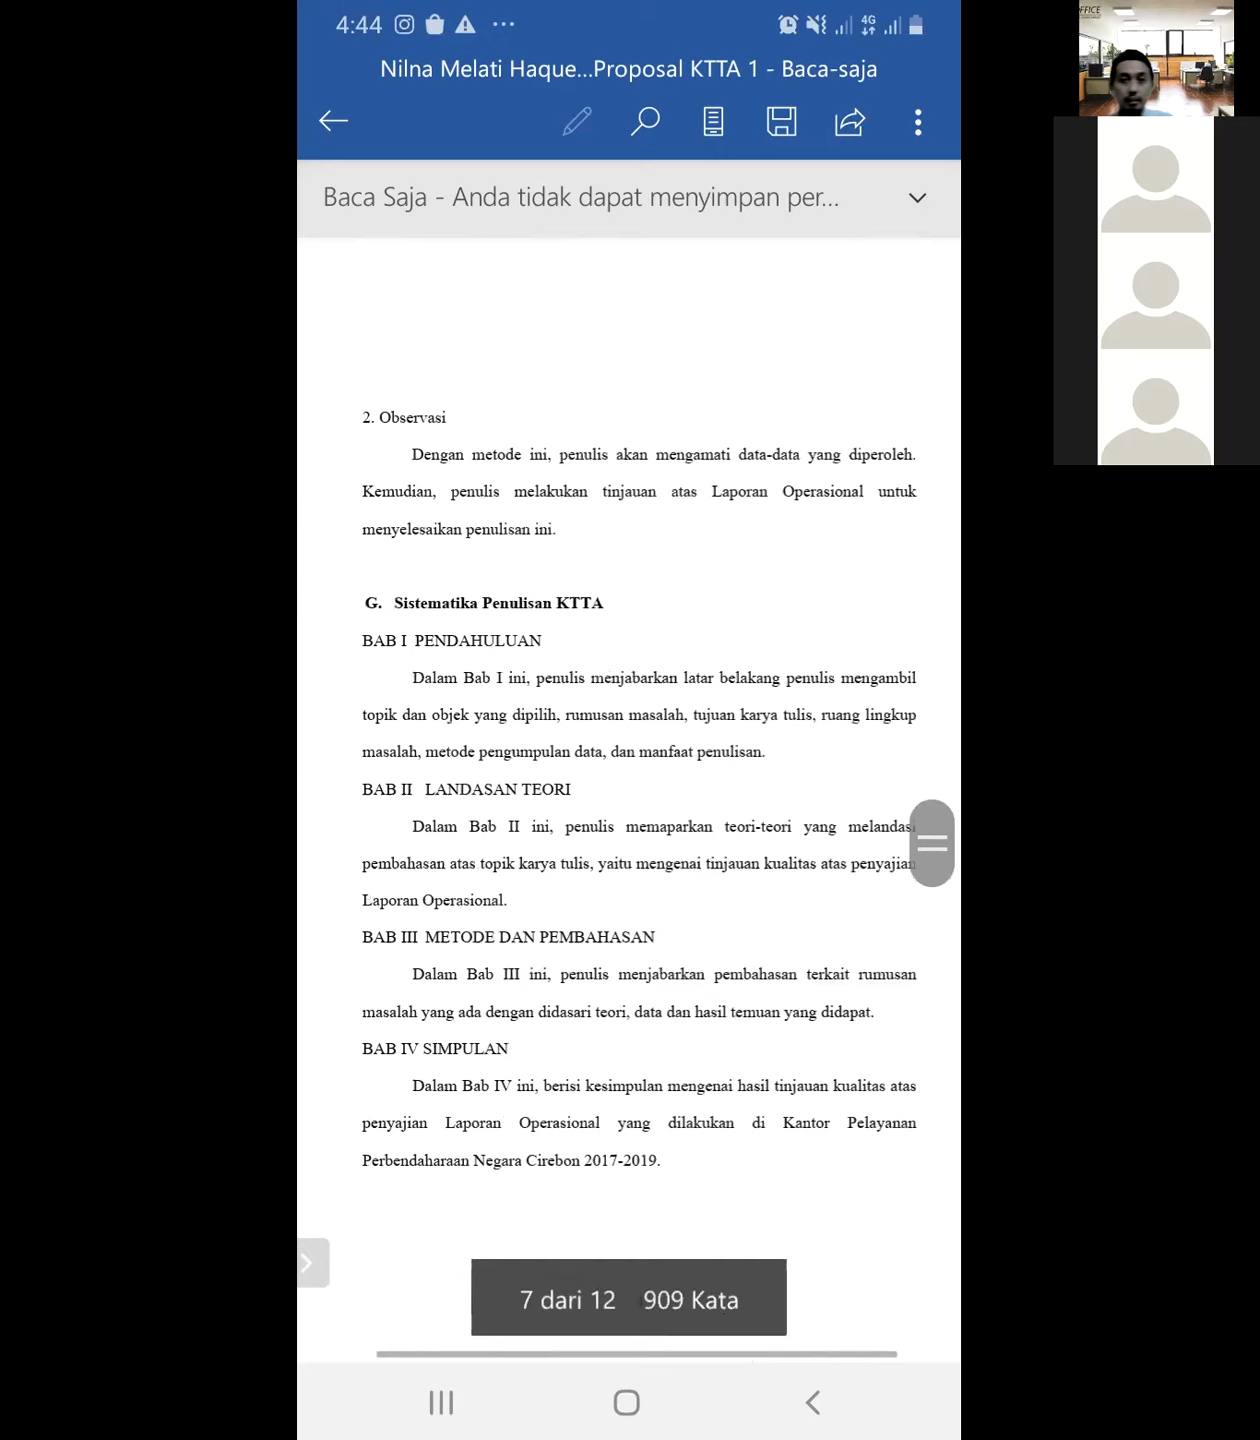 4:44
4G
Nilna Melati Haque...Proposal KTTA 1 - Baca-saja
Baca Saja - Anda tidak dapat menyimpan per...
2. Observasi
Dengan metode ini, penulis akan mengamati data-data yang diperoleh.
Kemudian, penulis melakukan tinjauan atas Laporan Operasional untuk
menyelesaikan penulisan ini.
G. Sistematika Penulisan KTTA
BAB I PENDAHULUAN
Dalam Bab I ini, penulis menjabarkan latar belakang penulis mengambil
topik dan objek yang dipilih, rumusan masalah, tujuan karya tulis, ruang lingkup
masalah, metode pengumpulan data, dan manfaat penulisan.
BAB II LANDASAN TEORI
Dalam Bab II ini, penulis memaparkan teori-teori yang melandasi
pembahasan atas topik karya tulis, yaitu mengenai tinjauan kualitas atas penyajian
Laporan Operasional.
BAB III METODE DAN PEMBAHASAN
Dalam Bab III ini, penulis menjabarkan pembahasan terkait rumusan
masalah yang ada dengan didasari teori, data dan hasil temuan yang didapat.
BAB IV SIMPULAN
Dalam Bab IV ini, berisi kesimpulan mengenai hasil tinjauan kualitas atas
penyajian Laporan Operasional yang dilakukan di Kantor Pelayanan
Perbendaharaan Negara Cirebon 2017-2019.
7 dari 12 909 Kata